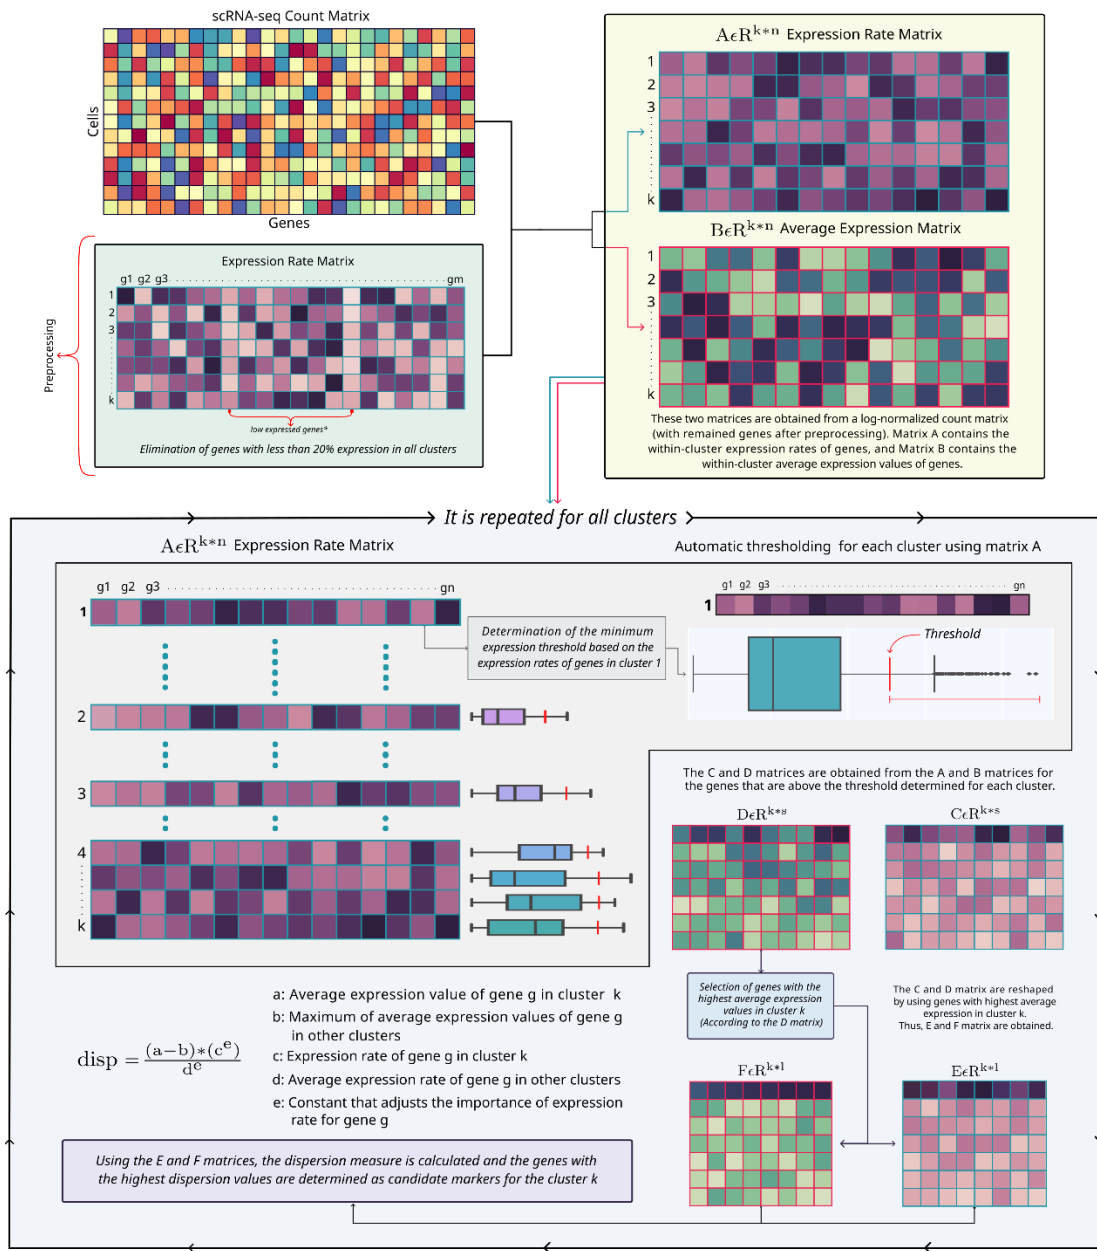 scRNA-seq Count Matrix
Cells
Genes
Preprocessing
Expression Rate Matrix
g1 g2 g3 gm
1
2
3
k
low expressed genes*
Elimination of genes with less than 20% expression in all clusters
AϵR^k*n Expression Rate Matrix
1
2
3
k
BϵR^k*n Average Expression Matrix
1
2
3
k
These two matrices are obtained from a log-normalized count matrix
(with remained genes after preprocessing). Matrix A contains the
within-cluster expression rates of genes, and Matrix B contains the
within-cluster average expression values of genes.
It is repeated for all clusters
AϵR^k*n Expression Rate Matrix
g1 g2 g3 gn
1
2
3
4
k
Determination of the minimum
expression threshold based on the
expression rates of genes in cluster 1
Automatic thresholding for each cluster using matrix A
g1 g2 g3 gn
1
Threshold
The C and D matrices are obtained from the A and B matrices for
the genes that are above the threshold determined for each cluster.
DϵR^k*s
CϵR^k*s
Selection of genes with the
highest average expression
values in cluster k
(According to the D matrix)
The C and D matrix are reshaped
by using genes with highest average
expression in cluster k.
Thus, E and F matrix are obtained.
FϵR^k*l
EϵR^k*l
disp = (a−b)*(c^e) / d^e
a: Average expression value of gene g in cluster k
b: Maximum of average expression values of gene g
in other clusters
c: Expression rate of gene g in cluster k
d: Average expression rate of gene g in other clusters
e: Constant that adjusts the importance of expression
rate for gene g
Using the E and F matrices, the dispersion measure is calculated and the genes with
the highest dispersion values are determined as candidate markers for the cluster k